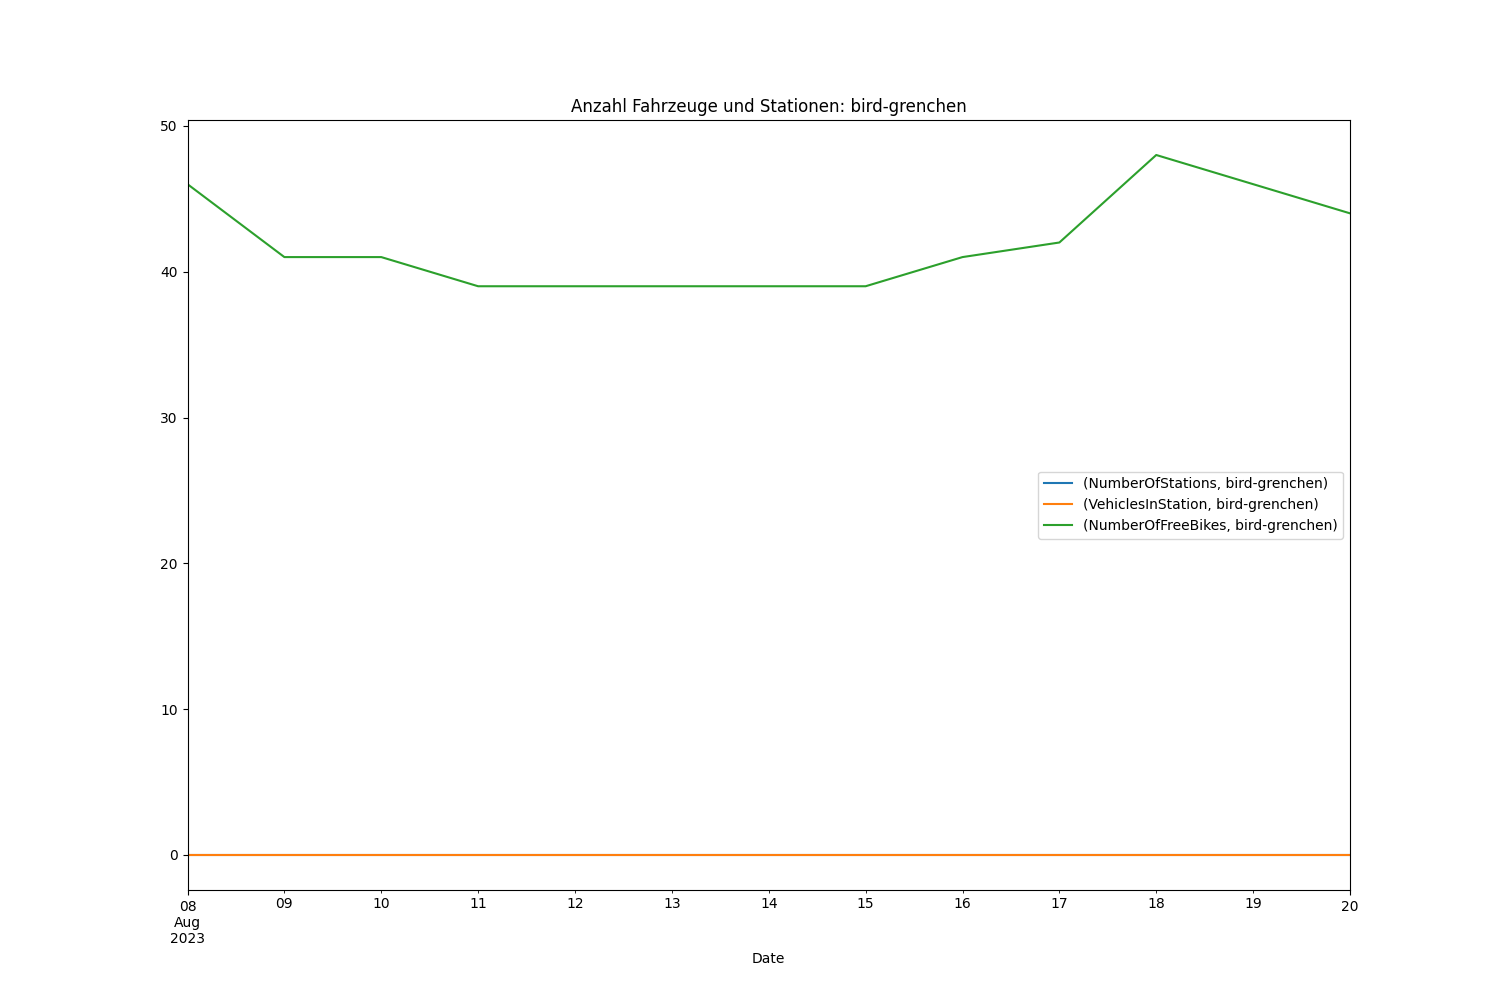 Anzahl Fahrzeuge und Stationen: bird-grenchen
50
40
30
20
10
0
(NumberOfStations, bird-grenchen)
(VehiclesInStation, bird-grenchen)
(NumberOfFreeBikes, bird-grenchen)
08 09 10 11 12 13 14 15 16 17 18 19 20
Aug
2023
Date